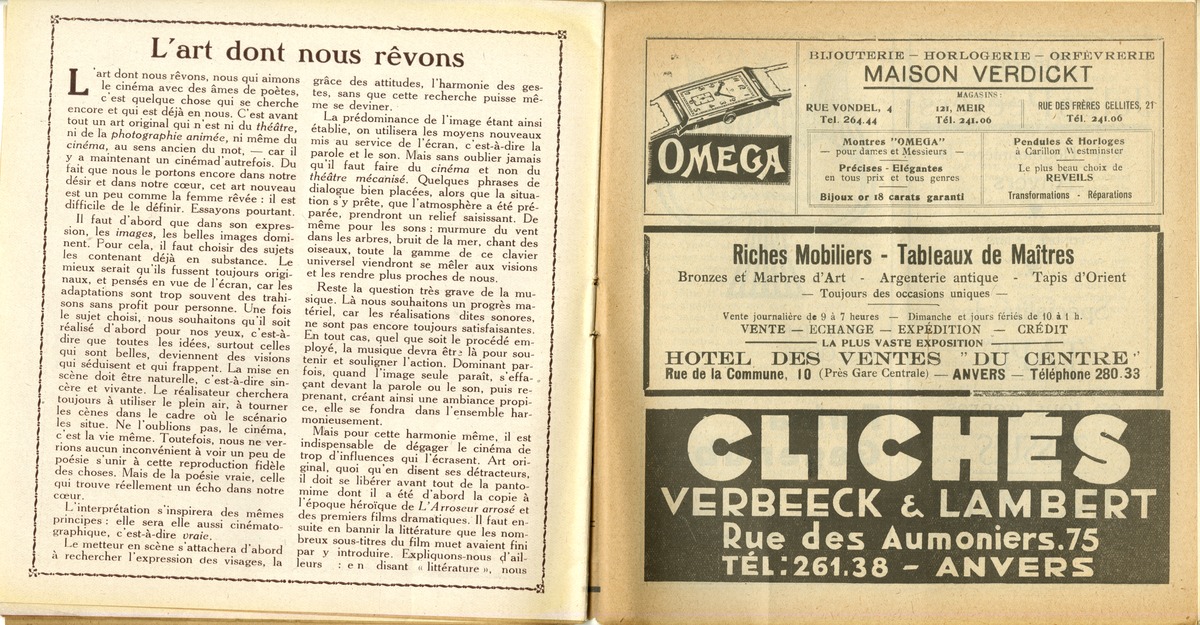 L'art dont nous rêvons
L'art dont nous rêvons, nous qui aimons
le cinéma avec des âmes de poètes,
c'est quelque chose qui se cherche
encore et qui est déjà en nous. C'est avant
tout un art original qui n'est ni du théâtre,
ni de la photographie animée, ni même du
cinéma, au sens ancien du mot, — car il
y a maintenant un cinémad'autrefois. Du
fait que nous le portons encore dans notre
désir et dans notre cœur, cet art nouveau
est un peu comme la femme rêvée : il est
difficile de le définir. Essayons pourtant.
Il faut d'abord que dans son expres-
sion, les images, les belles images domi-
nent. Pour cela, il faut choisir des sujets
les contenant déjà en substance. Le
mieux serait qu'ils fussent toujours origi-
naux, et pensés en vue de l'écran, car les
adaptations sont trop souvent des trahi-
sons sans profit pour personne. Une fois
le sujet choisi, nous souhaitons qu'il soit
réalisé d'abord pour nos yeux, c'est-à-
dire que toutes les idées, surtout celles
qui sont belles, deviennent des visions
qui séduisent et qui frappent. La mise en
scène doit être naturelle, c'est-à-dire sin-
cère et vivante. Le réalisateur cherchera
toujours à utiliser le plein air, à tourner
les cènes dans le cadre où le scénario
les situe. Ne l'oublions pas, le cinéma,
c'est la vie même. Toutefois, nous ne ver-
rions aucun inconvénient à voir un peu de
poésie s'unir à cette reproduction fidèle
des choses. Mais de la poésie vraie, celle
qui trouve réellement un écho dans notre
cœur.
L'interprétation s'inspirera des mêmes
principes : elle sera elle aussi cinémato-
graphique, c'est-à-dire vraie.
Le metteur en scène s'attachera d'abord
à rechercher l'expression des visages, la
grâce des attitudes, l'harmonie des ges-
tes, sans que cette recherche puisse mê-
me se deviner.
La prédominance de l'image étant ainsi
établie, on utilisera les moyens nouveaux
mis au service de l'écran, c'est-à-dire la
parole et le son. Mais sans oublier jamais
qu'il faut faire du cinéma et non du
théâtre mécanisé. Quelques phrases de
dialogue bien placées, alors que la situa-
tion s'y prête, que l'atmosphère a été pré-
parée, prendront un relief saisissant. De
même pour les sons : murmure du vent
dans les arbres, bruit de la mer, chant des
oiseaux, toute la gamme de ce clavier
universel viendront se mêler aux visions
et les rendre plus proches de nous.
Reste la question très grave de la mu-
sique. Là nous souhaitons un progrès ma-
tériel, car les réalisations dites sonores,
ne sont pas encore toujours satisfaisantes.
En tout cas, quel que soit le procédé em-
ployé, la musique devra être là pour sou-
tenir et souligner l'action. Dominant par-
fois, quand l'image seule paraît, s'effa-
çant devant la parole ou le son, puis re-
prenant, créant ainsi une ambiance propi-
ce, elle se fondra dans l'ensemble har-
monieusement.
Mais pour cette harmonie même, il est
indispensable de dégager le cinéma de
trop d'influences qui l'écrasent. Art ori-
ginal, quoi qu'en disent ses détracteurs,
il doit se libérer avant tout de la panto-
mime dont il a été d'abord la copie à
l'époque héroïque de L'Arroseur arrosé et
des premiers films dramatiques. Il faut en-
suite en bannir la littérature que les nom-
breux sous-titres du film muet avaient fini
par y introduire. Expliquons-nous d'ail-
leurs : en disant « littérature », nous
OMEGA
BIJOUTERIE – HORLOGERIE – ORFÈVRERIE
MAISON VERDICKT
MAGASINS :
RUE VONDEL, 4
Tel. 264.44
121, MEIR
Tél. 241.06
RUE DES FRÈRES CELLITES, 21
Tél. 241.06
Montres "OMEGA"
— pour dames et Messieurs —
Précises - Elégantes
en tous prix et tous genres
Bijoux or 18 carats garanti
Pendules & Horloges
à Carillon Westminster
Le plus beau choix de
REVEILS
Transformations - Réparations
Riches Mobiliers - Tableaux de Maîtres
Bronzes et Marbres d'Art - Argenterie antique - Tapis d'Orient
— Toujours des occasions uniques —
Vente journalière de 9 à 7 heures — Dimanche et jours fériés de 10 à 1 h.
VENTE — ECHANGE — EXPÉDITION — CRÉDIT
LA PLUS VASTE EXPOSITION
HOTEL DES VENTES "DU CENTRE"
Rue de la Commune, 10 (Près Gare Centrale) — ANVERS — Téléphone 280.33
CLICHÉS
VERBEECK & LAMBERT
Rue des Aumoniers.75
TÉL: 261.38 – ANVERS